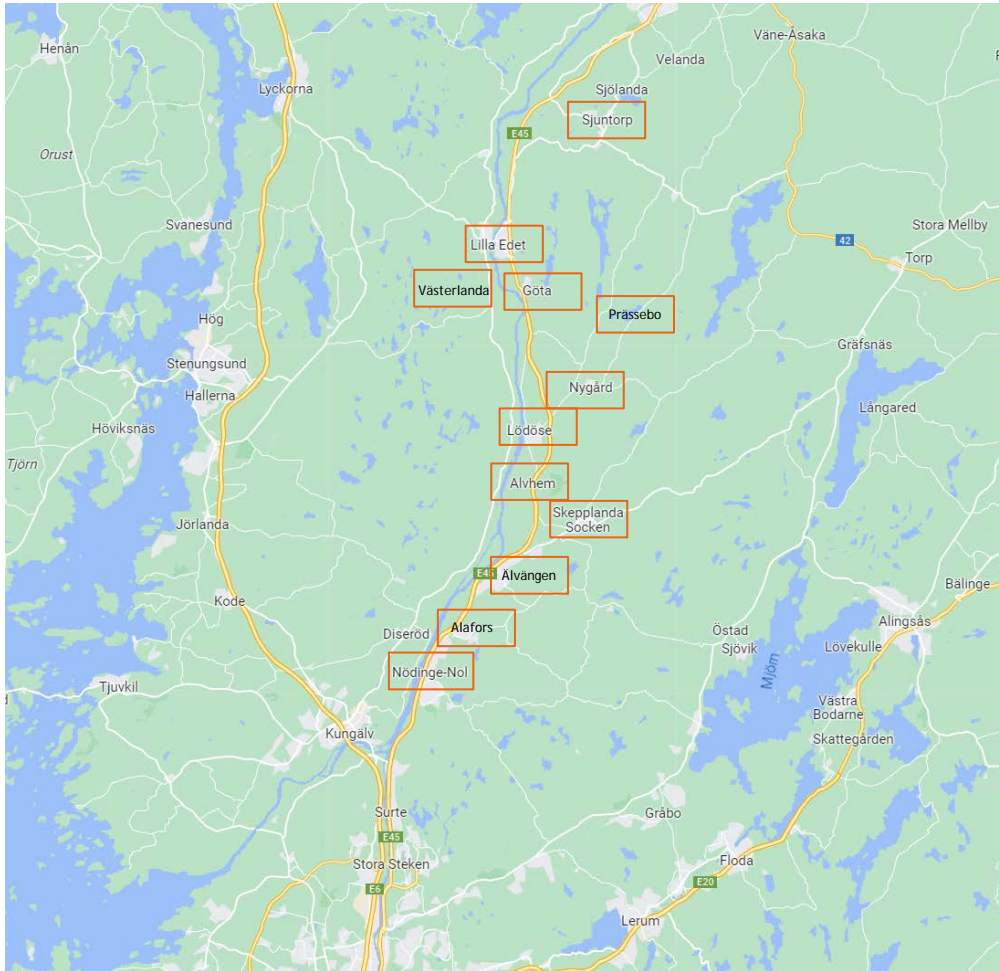 Henån
Väne-Åsaka
Velanda
Lyckorna
Sjölanda
Sjuntorp
E45
Orust
Svanesund
Stora Mellby
Lilla Edet
42
Torp
Västerlanda
Göta
Prässebo
Hög
Stenungsund
Gräfsnäs
Hallerna
Nygård
Långared
Höviksnäs
Lödöse
Tjörn
Alvhem
Skepplanda
Socken
Jörlanda
E45
Älvängen
Bälinge
Kode
Alingsås
Diseröd
Alafors
Östad
Sjövik
Lövekulle
Mjörn
Nödinge-Nol
Tjuvkil
Västra
Bodarne
Kungälv
Skattegården
Surte
Gråbo
E45
Stora Steken
Floda
E6
E20
Lerum